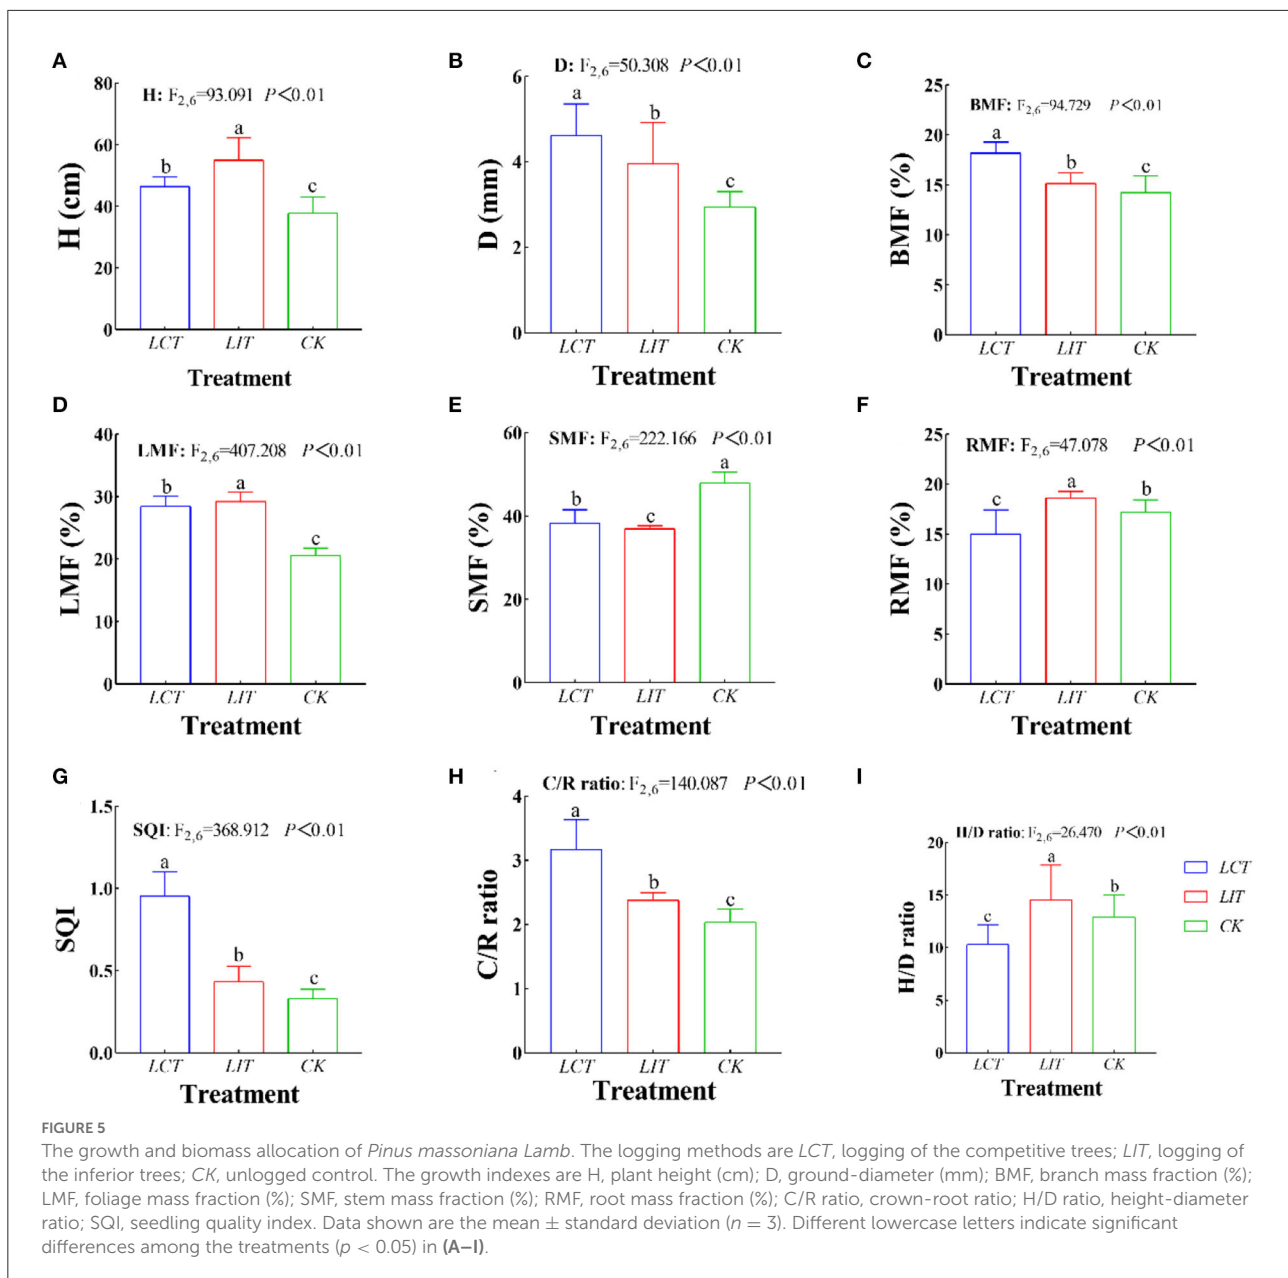 A
H: F2,6=93.091 P<0.01
80
60
40
20
0
H (cm)
b
a
c
LCT LIT CK
Treatment
B
D: F2,6=50.308 P<0.01
6
4
2
0
D (mm)
a
b
c
LCT LIT CK
Treatment
C
BMF: F2,6=94.729 P<0.01
25
20
15
10
5
0
BMF (%)
a
b
c
LCT LIT CK
Treatment
D
LMF: F2,6=407.208 P<0.01
40
30
20
10
0
LMF (%)
b
a
c
LCT LIT CK
Treatment
E
SMF: F2,6=222.166 P<0.01
60
40
20
0
SMF (%)
b
c
a
LCT LIT CK
Treatment
F
RMF: F2,6=47.078 P<0.01
25
20
15
10
5
0
RMF (%)
c
a
b
LCT LIT CK
Treatment
G
SQI: F2,6=368.912 P<0.01
1.5
1.0
0.5
0.0
SQI
a
b
c
LCT LIT CK
Treatment
H
C/R ratio: F2,6=140.087 P<0.01
4
3
2
1
0
C/R ratio
a
b
c
LCT LIT CK
Treatment
I
H/D ratio: F2,6=26.470 P<0.01
20
15
10
5
0
H/D ratio
c
a
b
LCT LIT CK
Treatment
LCT
LIT
CK
FIGURE 5
The growth and biomass allocation of Pinus massoniana Lamb. The logging methods are LCT, logging of the competitive trees; LIT, logging of
the inferior trees; CK, unlogged control. The growth indexes are H, plant height (cm); D, ground-diameter (mm); BMF, branch mass fraction (%);
LMF, foliage mass fraction (%); SMF, stem mass fraction (%); RMF, root mass fraction (%); C/R ratio, crown-root ratio; H/D ratio, height-diameter
ratio; SQI, seedling quality index. Data shown are the mean ± standard deviation (n = 3). Different lowercase letters indicate significant
differences among the treatments (p < 0.05) in (A–I).